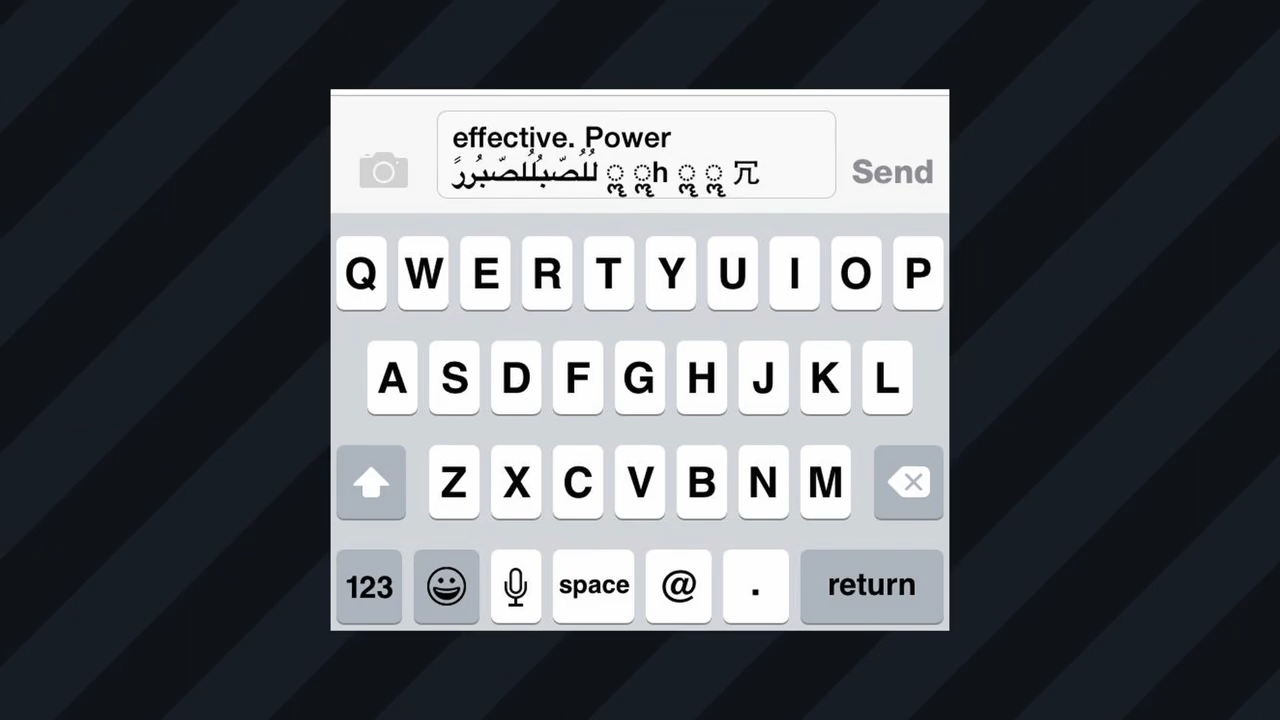 effective. Power
لُلُصّبُلُلصّبُررً ॣ ॣh ॣ ॣ 冗
Send
Q W E R T Y U I O P
A S D F G H J K L
Z X C V B N M
123 space @ . return